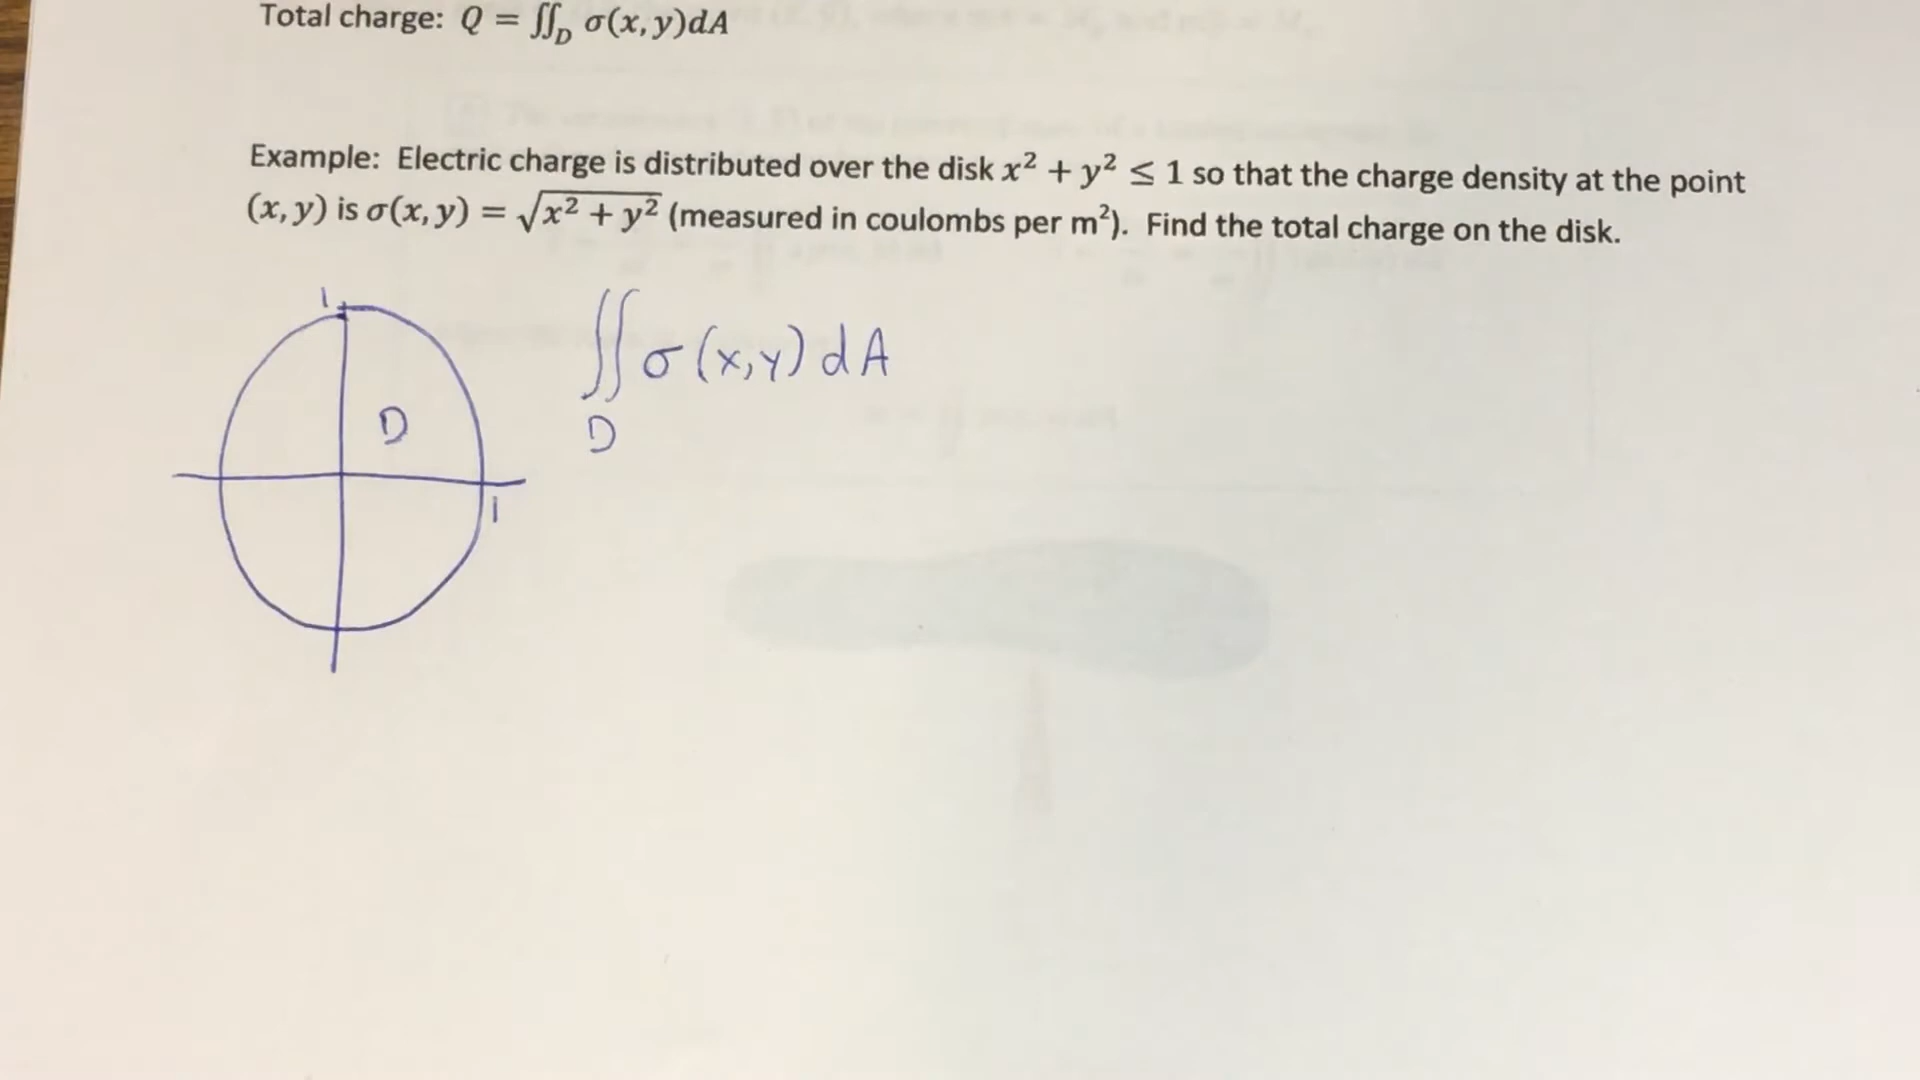 Total charge: Q = ∬_D σ(x, y)dA
Example: Electric charge is distributed over the disk x² + y² ≤ 1 so that the charge density at the point
(x, y) is σ(x, y) = √(x² + y²) (measured in coulombs per m²). Find the total charge on the disk.
1
∬ σ(x,y) dA
D
D
1